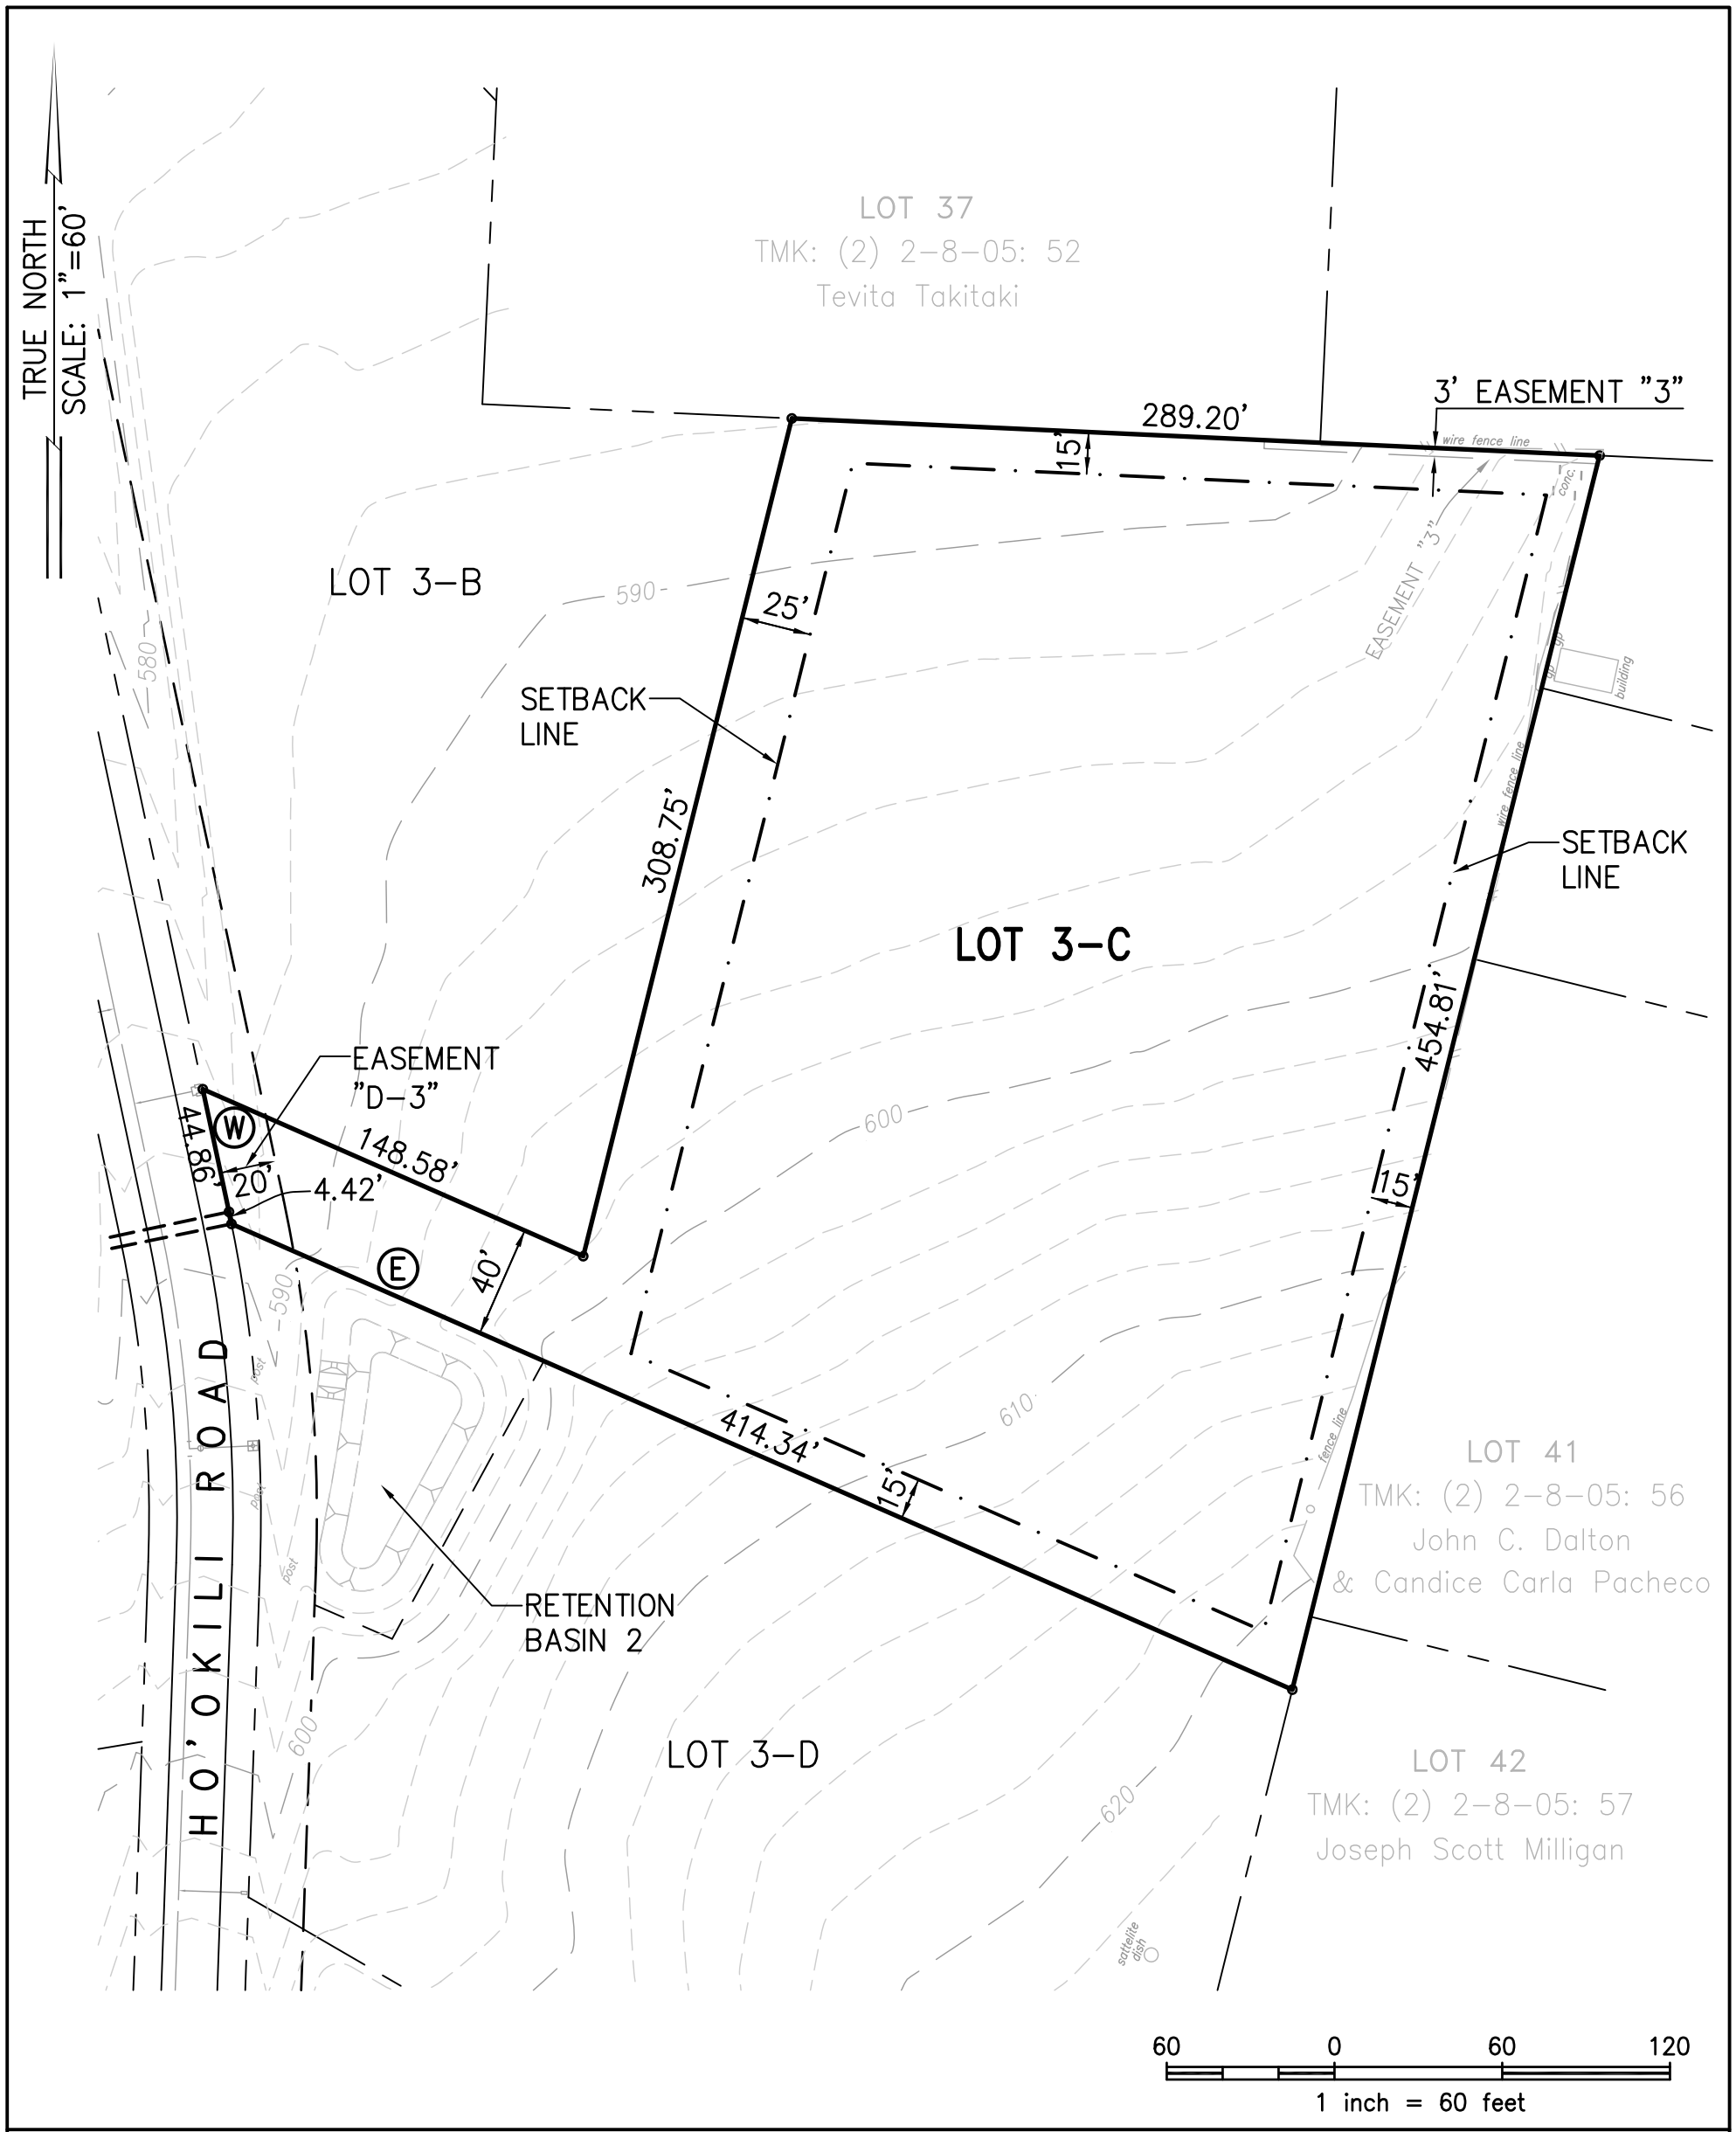 TRUE NORTH
SCALE: 1"=60'
LOT 37
TMK: (2) 2-8-05: 52
Tevita Takitaki
3' EASEMENT "3"
289.20'
15'
wire fence line
conc.
EASEMENT "3"
LOT 3-B
590
580
25'
gp
gp
building
SETBACK
LINE
wire fence line
308.75'
SETBACK
LINE
LOT 3-C
454.81'
EASEMENT
"D-3"
600
W
44.86'
148.58'
20'
4.42'
15'
E
40'
590
HO'OKILI ROAD
post
post
post
610
414.34'
15'
fence line
LOT 41
TMK: (2) 2-8-05: 56
John C. Dalton
& Candice Carla Pacheco
RETENTION
BASIN 2
600
LOT 3-D
620
LOT 42
TMK: (2) 2-8-05: 57
Joseph Scott Milligan
sattelite
dish
60 0 60 120
1 inch = 60 feet